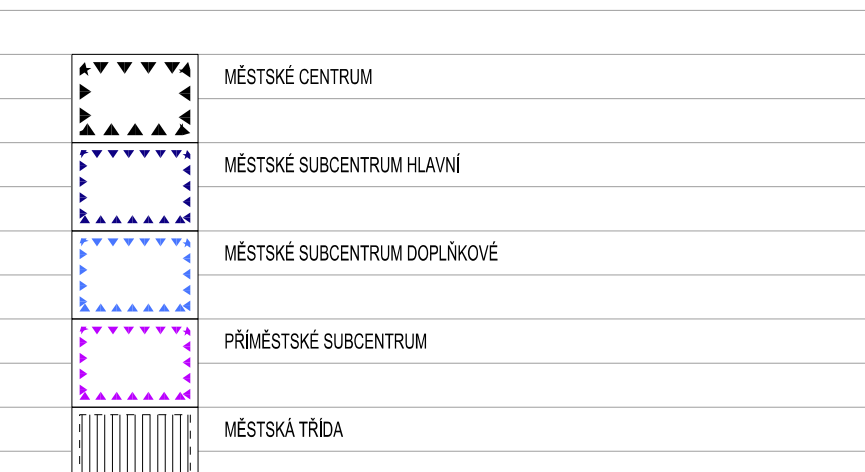 MĚSTSKÉ CENTRUM
MĚSTSKÉ SUBCENTRUM HLAVNÍ
MĚSTSKÉ SUBCENTRUM DOPLŇKOVÉ
PŘÍMĚSTSKÉ SUBCENTRUM
MĚSTSKÁ TŘÍDA